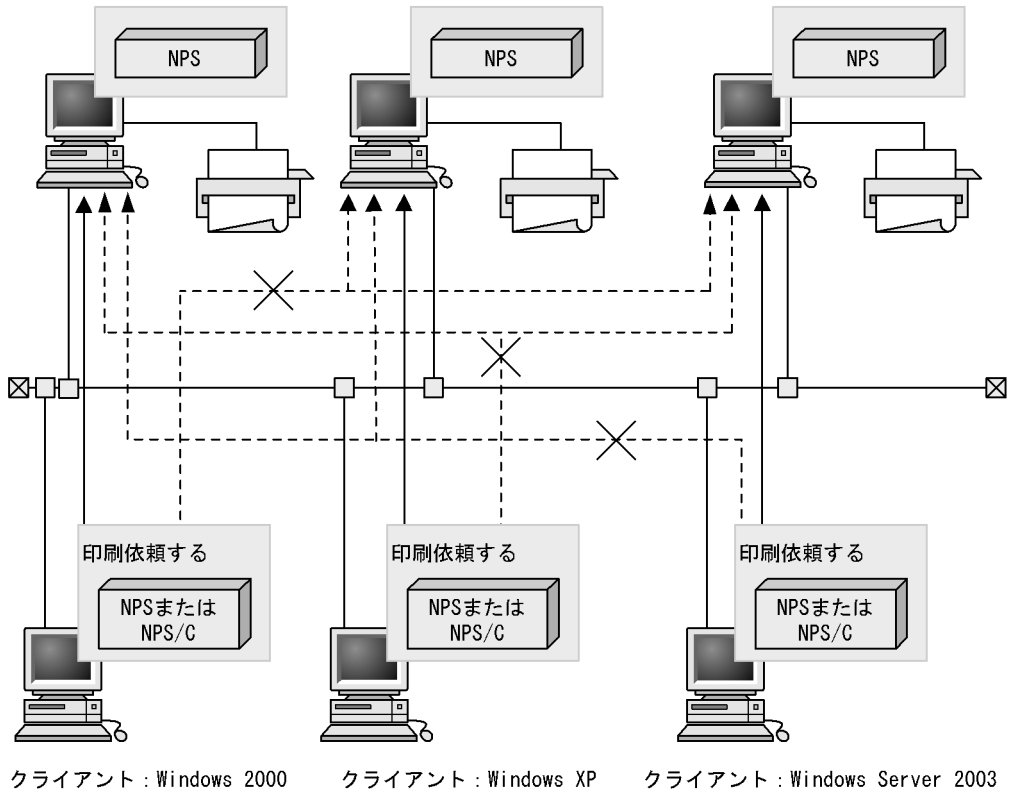 NPS
NPS
NPS
印刷依頼する
印刷依頼する
印刷依頼する
NPSまたは
NPS/C
NPSまたは
NPS/C
NPSまたは
NPS/C
クライアント：Windows 2000
クライアント：Windows XP
クライアント：Windows Server 2003